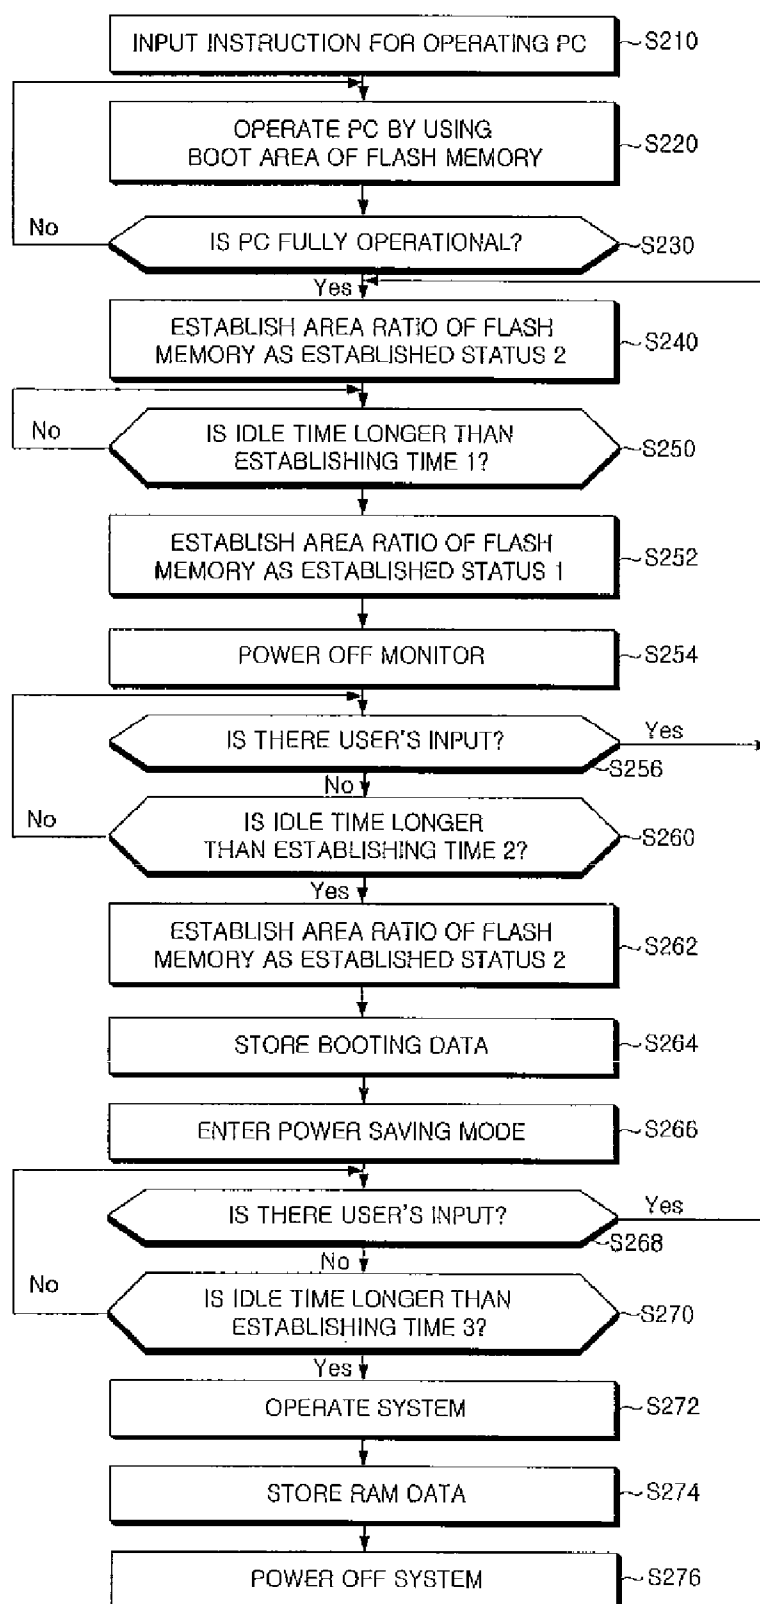 INPUT INSTRUCTION FOR OPERATING PC
S210
OPERATE PC BY USING
BOOT AREA OF FLASH MEMORY
S220
No
IS PC FULLY OPERATIONAL?
S230
Yes
ESTABLISH AREA RATIO OF FLASH
MEMORY AS ESTABLISHED STATUS 2
S240
No
IS IDLE TIME LONGER THAN
ESTABLISHING TIME 1?
S250
ESTABLISH AREA RATIO OF FLASH
MEMORY AS ESTABLISHED STATUS 1
S252
POWER OFF MONITOR
S254
IS THERE USER'S INPUT?
Yes
S256
No
No
IS IDLE TIME LONGER
THAN ESTABLISHING TIME 2?
S260
Yes
ESTABLISH AREA RATIO OF FLASH
MEMORY AS ESTABLISHED STATUS 2
S262
STORE BOOTING DATA
S264
ENTER POWER SAVING MODE
S266
IS THERE USER'S INPUT?
Yes
S268
No
No
IS IDLE TIME LONGER THAN
ESTABLISHING TIME 3?
S270
Yes
OPERATE SYSTEM
S272
STORE RAM DATA
S274
POWER OFF SYSTEM
S276